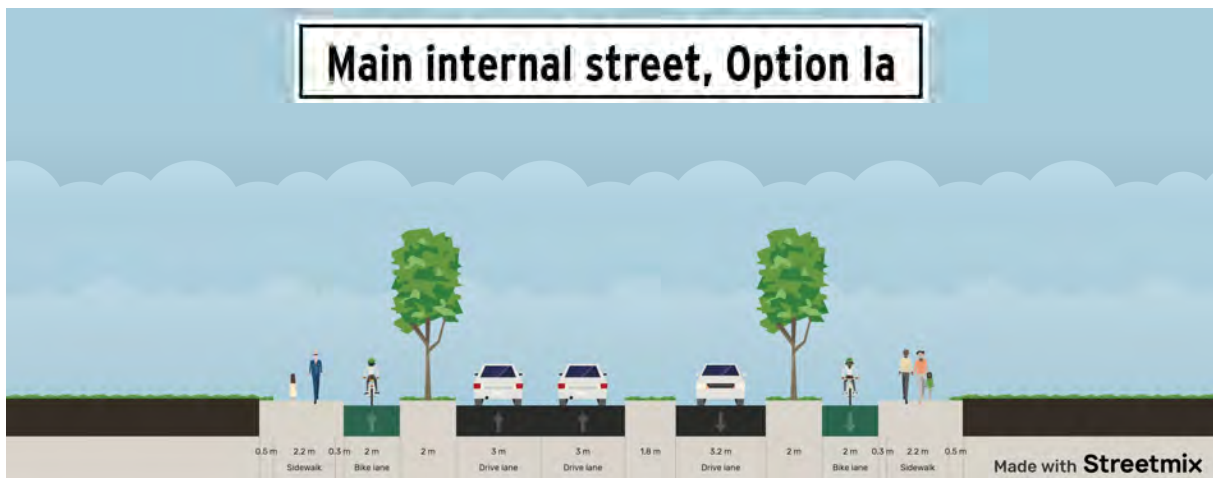 Main internal street, Option Ia
0.5 m 2.2 m 0.3 m 2 m 2 m 3 m 3 m 1.8 m 3.2 m 2 m 2 m 0.3 m 2.2 m 0.5 m
Sidewalk Bike lane Drive lane Drive lane Drive lane Bike lane Sidewalk
Made with Streetmix